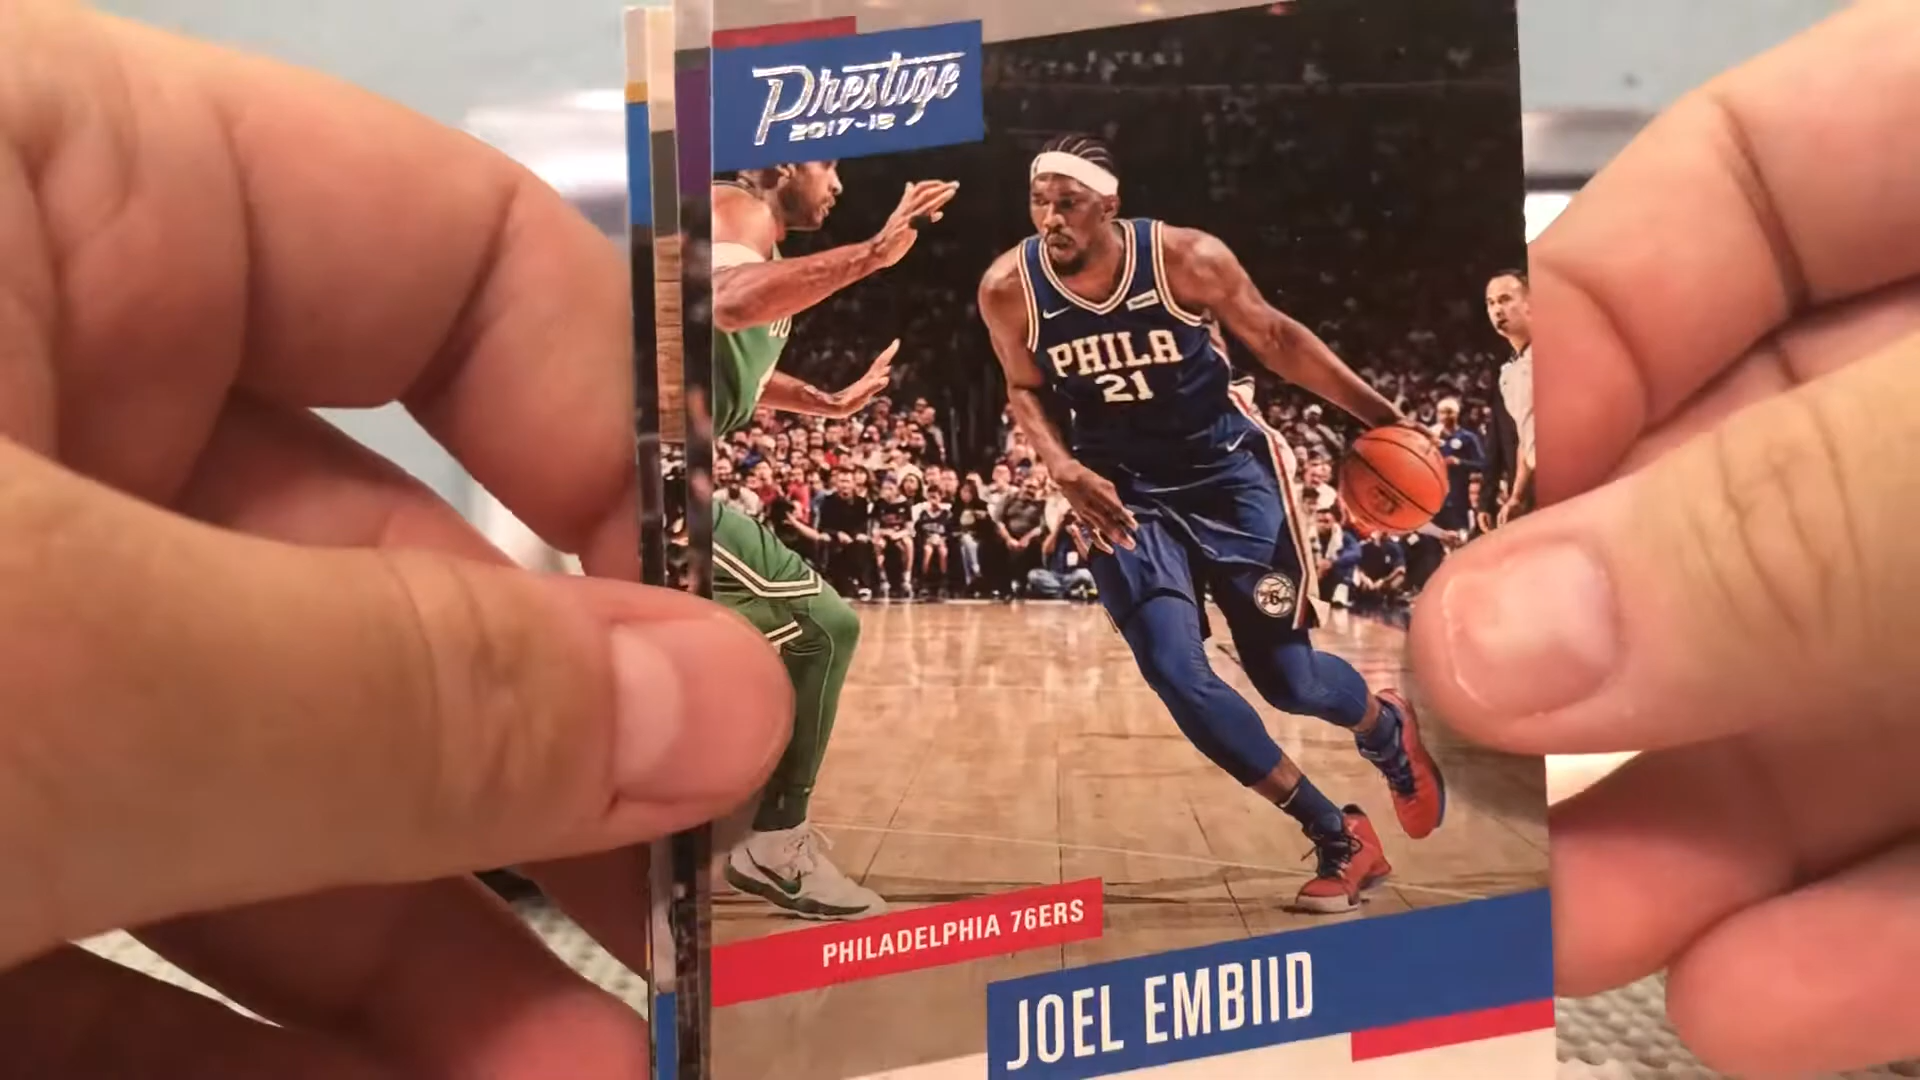 Prestige
2017-18
PHILA
21
PHILADELPHIA 76ERS
JOEL EMBIID